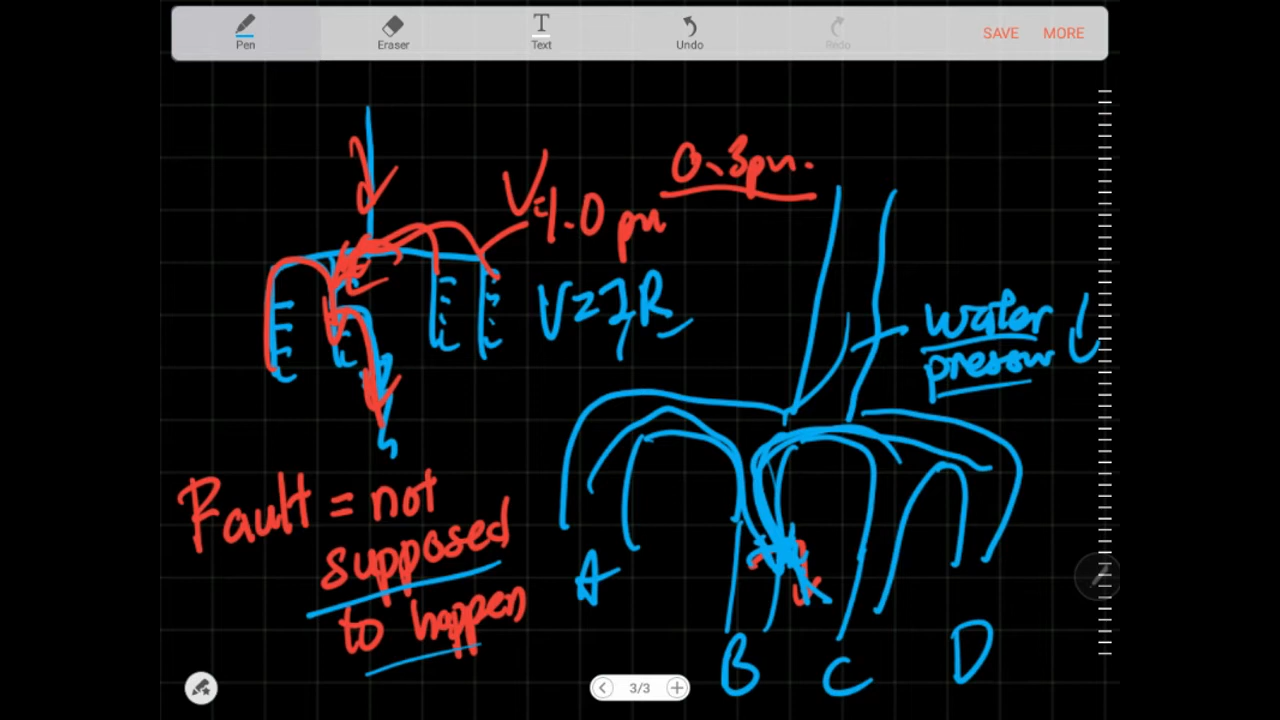 Pen
Eraser
Text
Undo
Redo
SAVE
MORE
0.3pu.
V=1.0 pu
V=IR
water
pressur
Fault = not
supposed
to happen
A
B
C
D
3/3